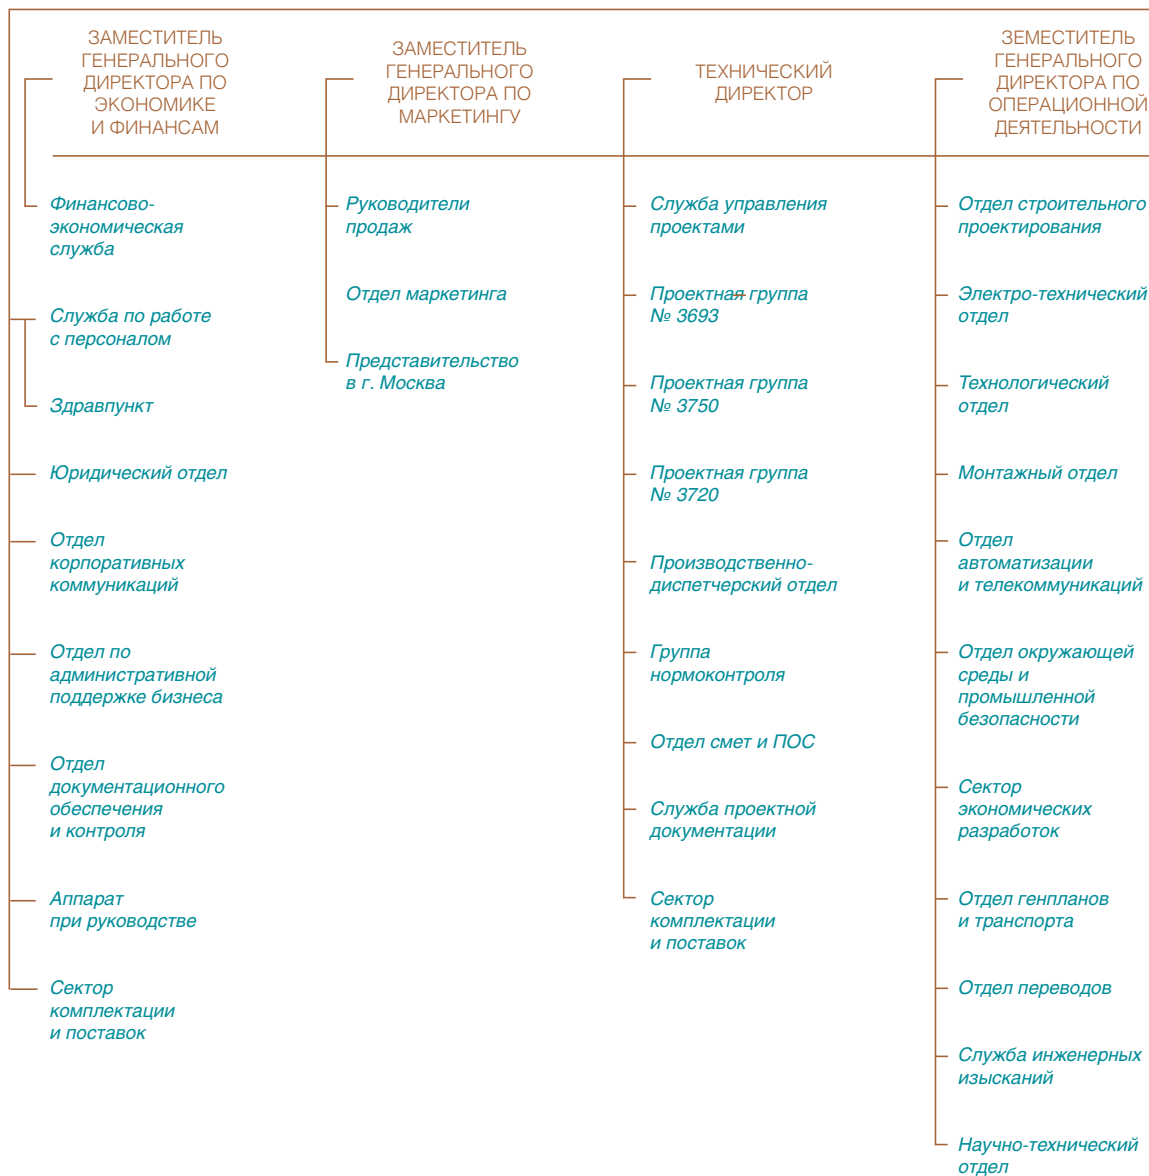 ЗАМЕСТИТЕЛЬ
ГЕНЕРАЛЬНОГО
ДИРЕКТОРА ПО
ЭКОНОМИКЕ
И ФИНАНСАМ
Финансово-
экономическая
служба
Служба по работе
с персоналом
Здравпункт
Юридический отдел
Отдел
корпоративных
коммуникаций
Отдел по
административной
поддержке бизнеса
Отдел
документационного
обеспечения
и контроля
Аппарат
при руководстве
Сектор
комплектации
и поставок
ЗАМЕСТИТЕЛЬ
ГЕНЕРАЛЬНОГО
ДИРЕКТОРА ПО
МАРКЕТИНГУ
Руководители
продаж
Отдел маркетинга
Представительство
в г. Москва
ТЕХНИЧЕСКИЙ
ДИРЕКТОР
Служба управления
проектами
Проектная группа
№ 3693
Проектная группа
№ 3750
Проектная группа
№ 3720
Производственно-
диспетчерский отдел
Группа
нормоконтроля
Отдел смет и ПОС
Служба проектной
документации
Сектор
комплектации
и поставок
ЗЕМЕСТИТЕЛЬ
ГЕНЕРАЛЬНОГО
ДИРЕКТОРА ПО
ОПЕРАЦИОННОЙ
ДЕЯТЕЛЬНОСТИ
Отдел строительного
проектирования
Электро-технический
отдел
Технологический
отдел
Монтажный отдел
Отдел
автоматизации
и телекоммуникаций
Отдел окружающей
среды и
промышленной
безопасности
Сектор
экономических
разработок
Отдел генпланов
и транспорта
Отдел переводов
Служба инженерных
изысканий
Научно-технический
отдел